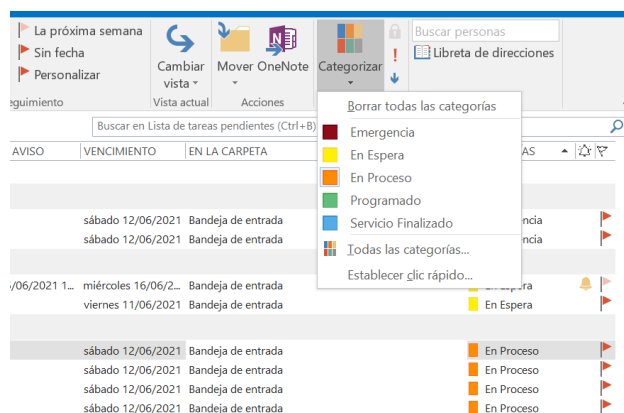 La próxima semana
Sin fecha
Personalizar
Cambiar vista
Mover
OneNote
Categorizar
Buscar personas
Libreta de direcciones
Vista actual
Acciones
Buscar en Lista de tareas pendientes (Ctrl+B)
Borrar todas las categorías
Emergencia
En Espera
En Proceso
Programado
Servicio Finalizado
Todas las categorías...
Establecer clic rápido...
AVISO VENCIMIENTO EN LA CARPETA
sábado 12/06/2021 Bandeja de entrada
sábado 12/06/2021 Bandeja de entrada
/06/2021 1... miércoles 16/06/2... Bandeja de entrada
viernes 11/06/2021 Bandeja de entrada En Espera
sábado 12/06/2021 Bandeja de entrada En Proceso
sábado 12/06/2021 Bandeja de entrada En Proceso
sábado 12/06/2021 Bandeja de entrada En Proceso
sábado 12/06/2021 Bandeja de entrada En Proceso